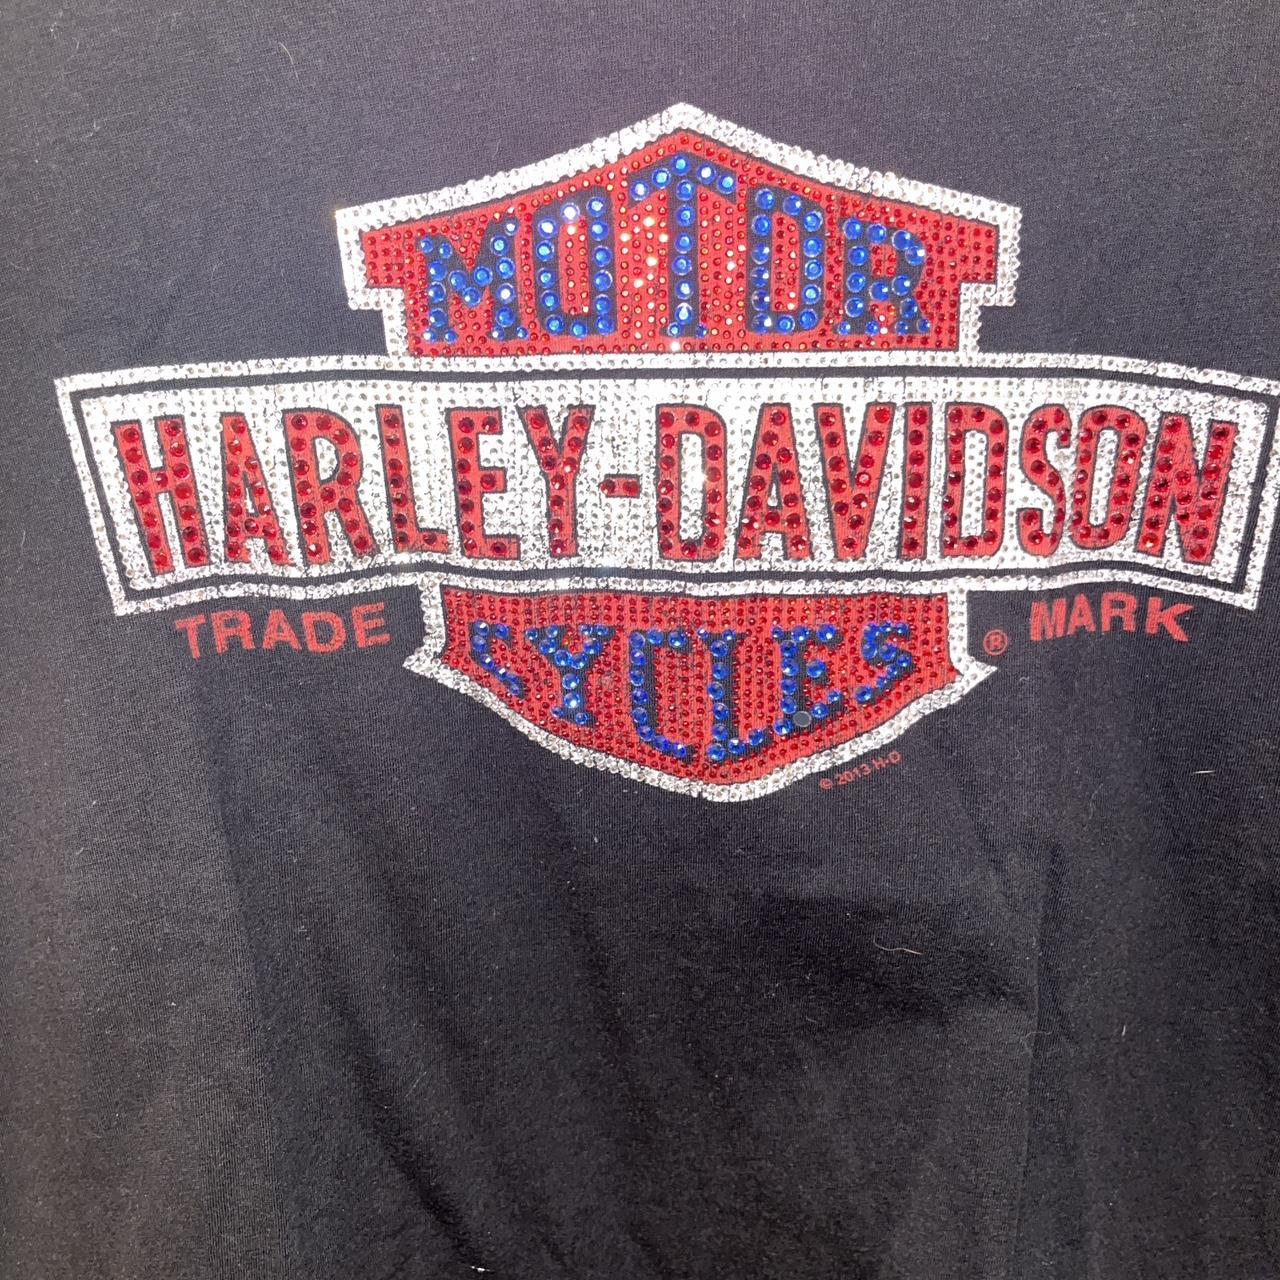 MOTOR
HARLEY-DAVIDSON
TRADE ® MARK
CYCLES
© 2013 H-D